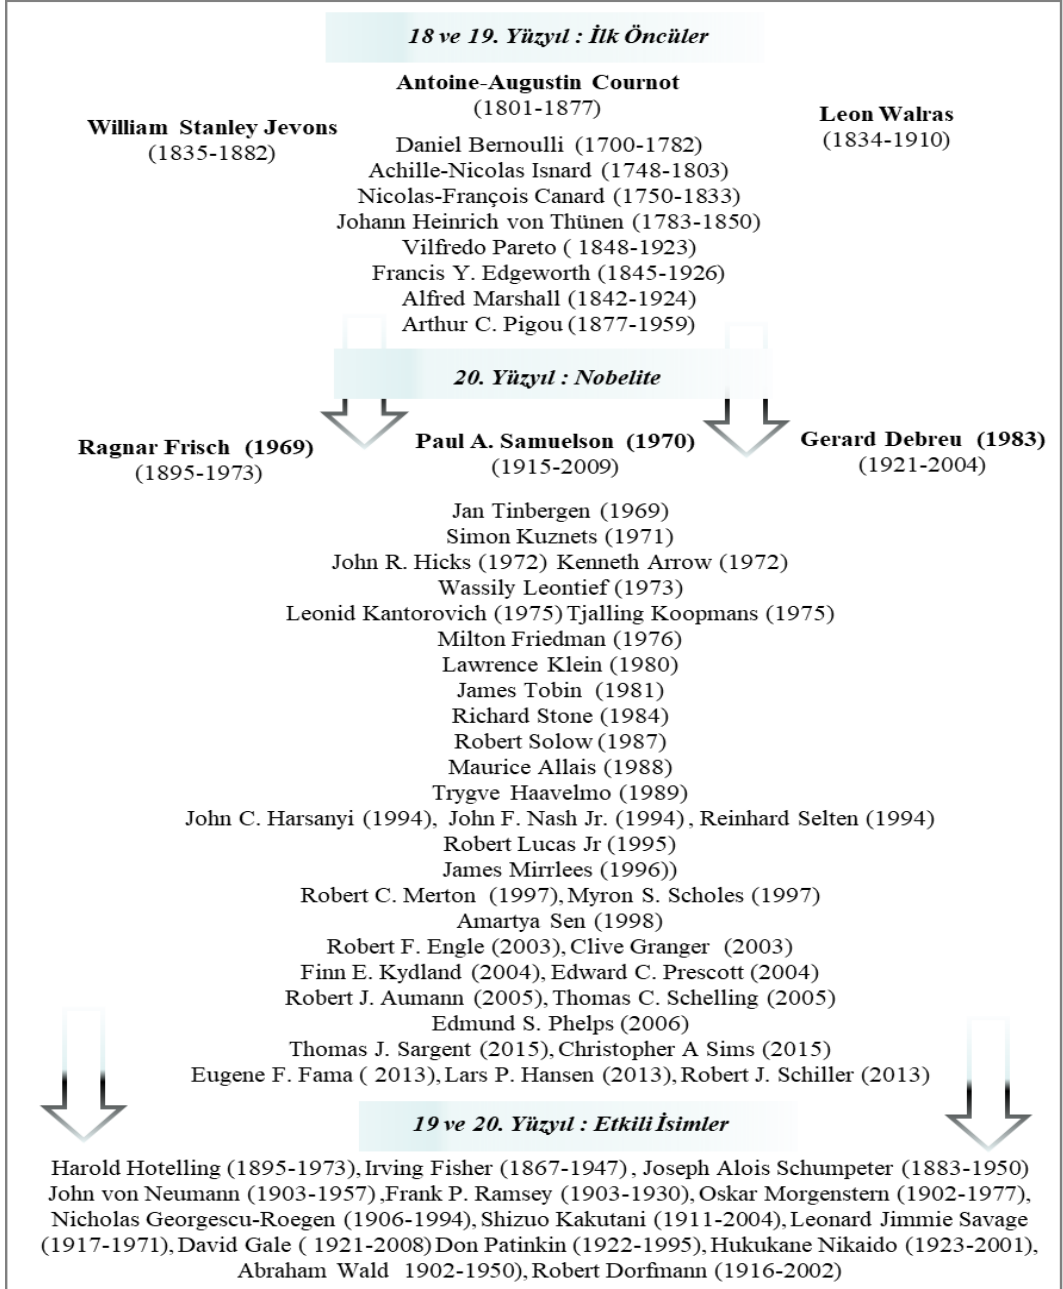 18 ve 19. Yüzyıl : İlk Öncüler
Antoine-Augustin Cournot
(1801-1877)
William Stanley Jevons
(1835-1882)
Leon Walras
(1834-1910)
Daniel Bernoulli (1700-1782)
Achille-Nicolas Isnard (1748-1803)
Nicolas-François Canard (1750-1833)
Johann Heinrich von Thünen (1783-1850)
Vilfredo Pareto ( 1848-1923)
Francis Y. Edgeworth (1845-1926)
Alfred Marshall (1842-1924)
Arthur C. Pigou (1877-1959)
20. Yüzyıl : Nobelite
Ragnar Frisch (1969)
(1895-1973)
Paul A. Samuelson (1970)
(1915-2009)
Gerard Debreu (1983)
(1921-2004)
Jan Tinbergen (1969)
Simon Kuznets (1971)
John R. Hicks (1972) Kenneth Arrow (1972)
Wassily Leontief (1973)
Leonid Kantorovich (1975) Tjalling Koopmans (1975)
Milton Friedman (1976)
Lawrence Klein (1980)
James Tobin (1981)
Richard Stone (1984)
Robert Solow (1987)
Maurice Allais (1988)
Trygve Haavelmo (1989)
John C. Harsanyi (1994), John F. Nash Jr. (1994) , Reinhard Selten (1994)
Robert Lucas Jr (1995)
James Mirrlees (1996))
Robert C. Merton (1997), Myron S. Scholes (1997)
Amartya Sen (1998)
Robert F. Engle (2003), Clive Granger (2003)
Finn E. Kydland (2004), Edward C. Prescott (2004)
Robert J. Aumann (2005), Thomas C. Schelling (2005)
Edmund S. Phelps (2006)
Thomas J. Sargent (2015), Christopher A Sims (2015)
Eugene F. Fama ( 2013), Lars P. Hansen (2013), Robert J. Schiller (2013)
19 ve 20. Yüzyıl : Etkili İsimler
Harold Hotelling (1895-1973), Irving Fisher (1867-1947) , Joseph Alois Schumpeter (1883-1950)
John von Neumann (1903-1957) ,Frank P. Ramsey (1903-1930), Oskar Morgenstern (1902-1977),
Nicholas Georgescu-Roegen (1906-1994), Shizuo Kakutani (1911-2004), Leonard Jimmie Savage
(1917-1971), David Gale ( 1921-2008) Don Patinkin (1922-1995), Hukukane Nikaido (1923-2001),
Abraham Wald 1902-1950), Robert Dorfmann (1916-2002)